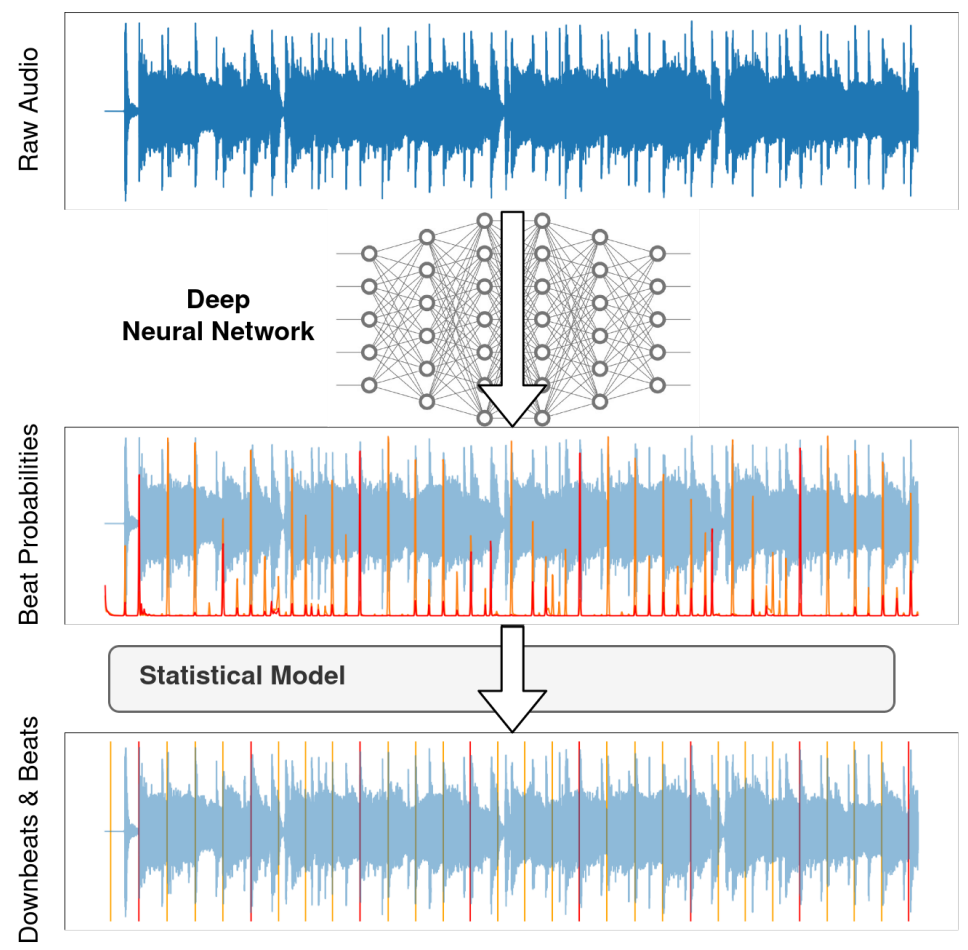 Raw Audio
Deep
Neural Network
Beat Probabilities
Statistical Model
Downbeats & Beats